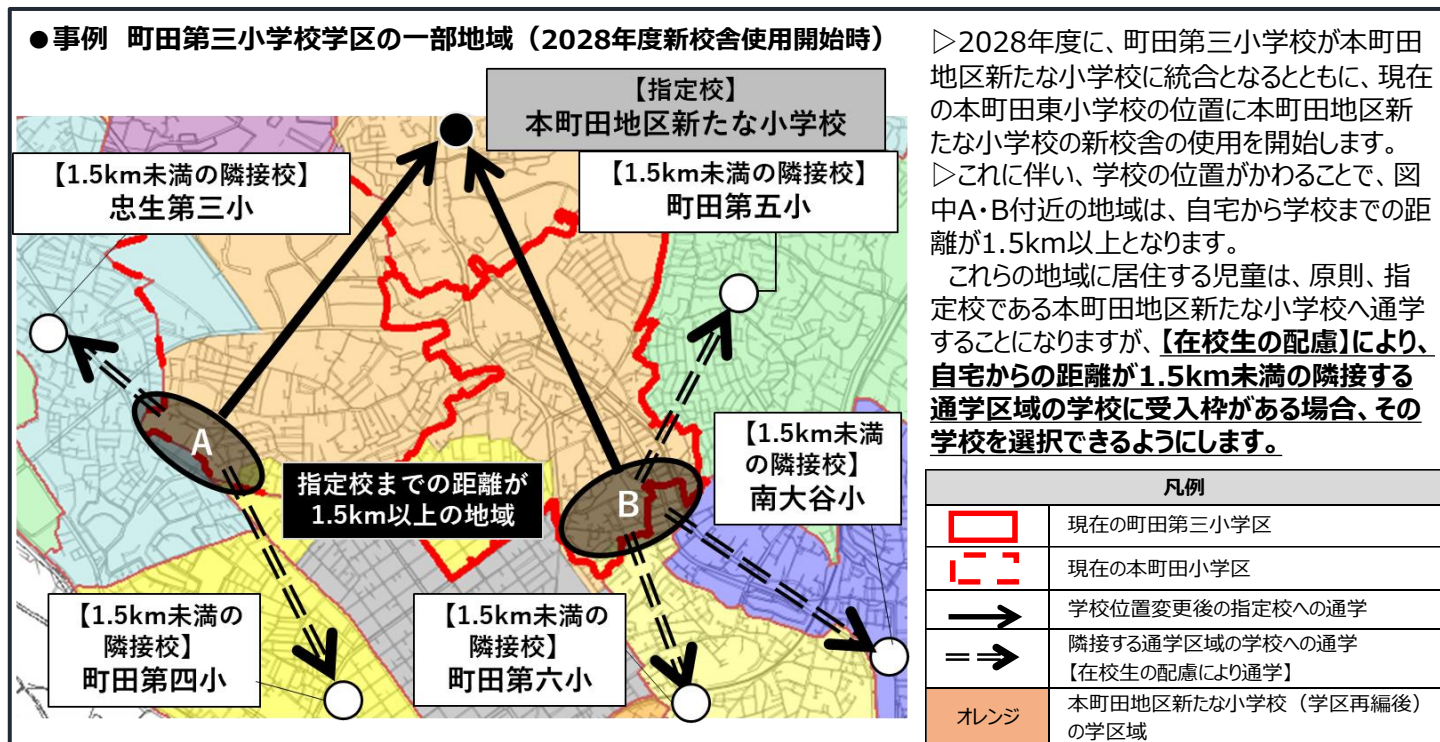 ●事例 町田第三小学校学区の一部地域（2028年度新校舎使用開始時）
【指定校】
本町田地区新たな小学校
【1.5km未満の隣接校】
忠生第三小
【1.5km未満の隣接校】
町田第五小
A
指定校までの距離が
1.5km以上の地域
B
【1.5km未満
の隣接校】
南大谷小
【1.5km未満の
隣接校】
町田第四小
【1.5km未満の
隣接校】
町田第六小
▷2028年度に、町田第三小学校が本町田
地区新たな小学校に統合となるとともに、現在
の本町田東小学校の位置に本町田地区新
たな小学校の新校舎の使用を開始します。
▷これに伴い、学校の位置がかわることで、図
中A・B付近の地域は、自宅から学校までの距
離が1.5km以上となります。
これらの地域に居住する児童は、原則、指
定校である本町田地区新たな小学校へ通学
することになりますが、【在校生の配慮】により、
自宅からの距離が1.5km未満の隣接する
通学区域の学校に受入枠がある場合、その
学校を選択できるようにします。
凡例
現在の町田第三小学区
現在の本町田小学区
学校位置変更後の指定校への通学
隣接する通学区域の学校への通学
【在校生の配慮により通学】
オレンジ
本町田地区新たな小学校（学区再編後）
の学区域